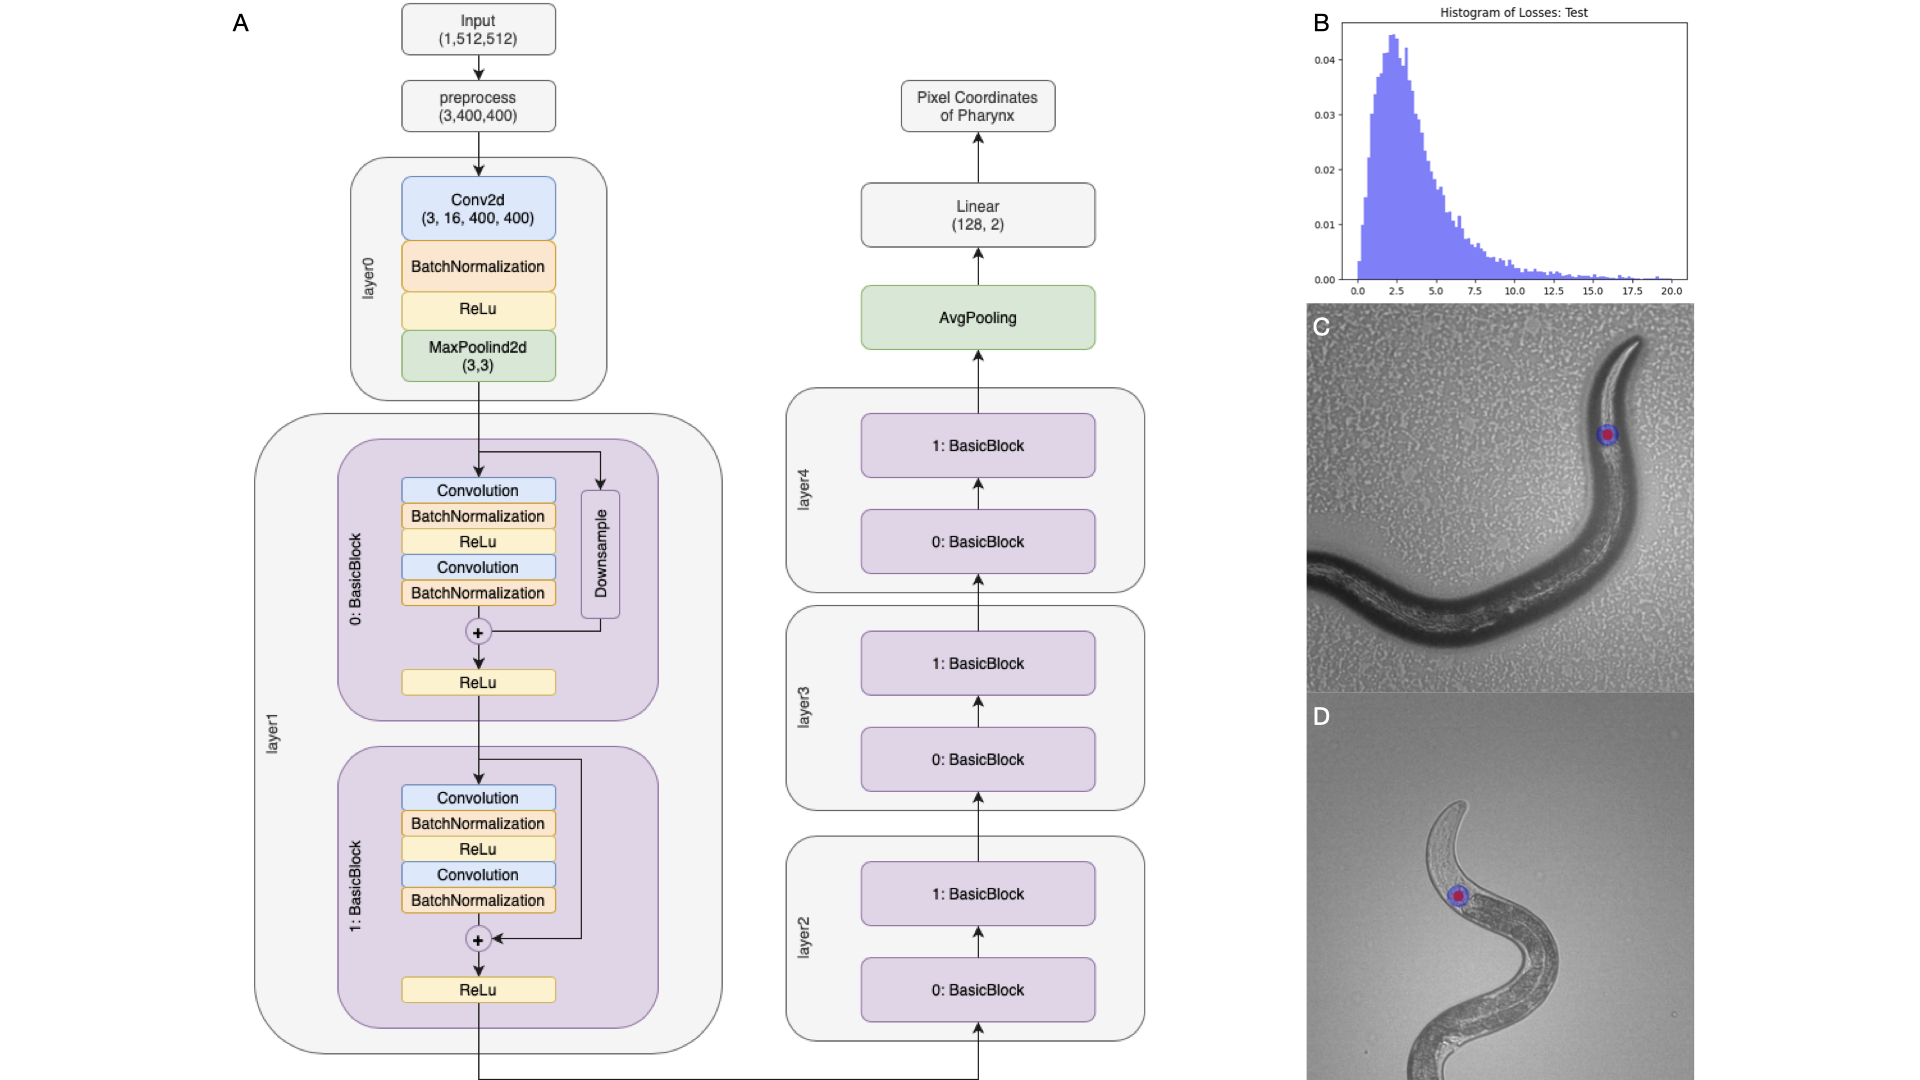 A
Input
(1,512,512)
preprocess
(3,400,400)
layer0
Conv2d
(3, 16, 400, 400)
BatchNormalization
ReLu
MaxPoolind2d
(3,3)
layer1
0: BasicBlock
Convolution
BatchNormalization
ReLu
Convolution
BatchNormalization
Downsample
+
ReLu
1: BasicBlock
Convolution
BatchNormalization
ReLu
Convolution
BatchNormalization
+
ReLu
Pixel Coordinates
of Pharynx
Linear
(128, 2)
AvgPooling
layer4
1: BasicBlock
0: BasicBlock
layer3
1: BasicBlock
0: BasicBlock
layer2
1: BasicBlock
0: BasicBlock
B
Histogram of Losses: Test
0.04
0.03
0.02
0.01
0.00
0.0 2.5 5.0 7.5 10.0 12.5 15.0 17.5 20.0
C
D